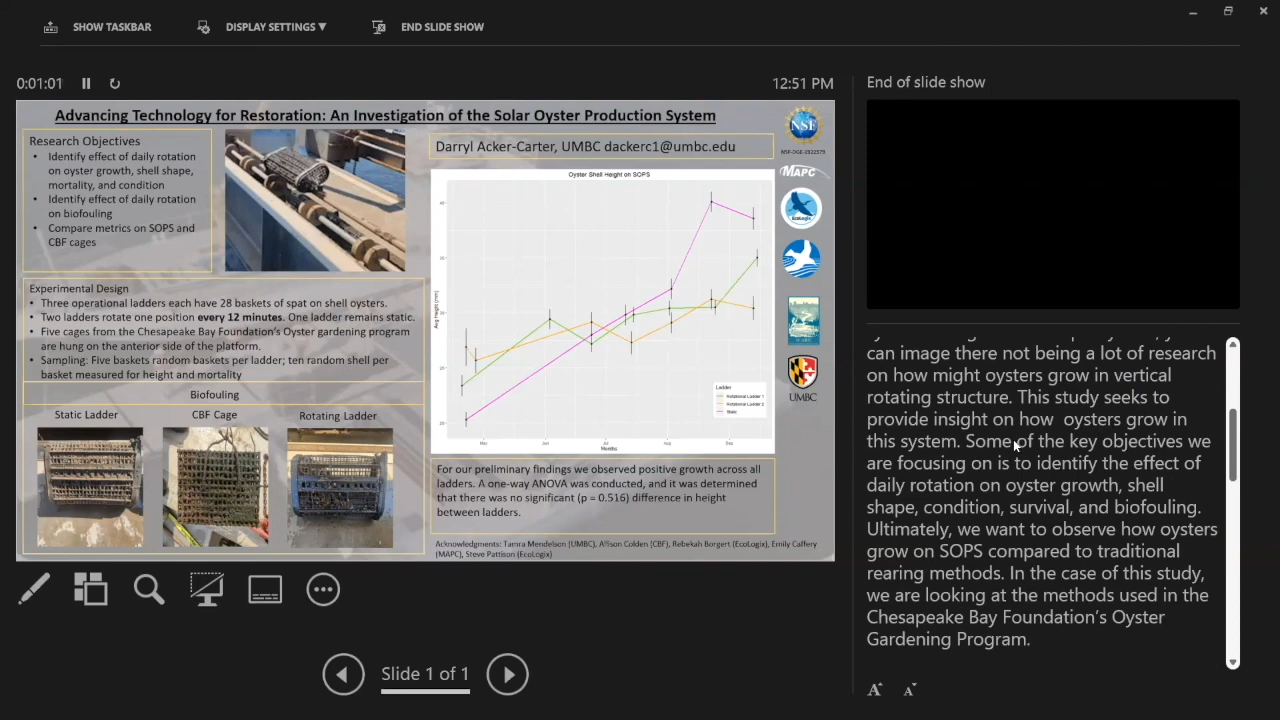 SHOW TASKBAR
DISPLAY SETTINGS ▼
END SLIDE SHOW
0:01:01
12:51 PM
Advancing Technology for Restoration: An Investigation of the Solar Oyster Production System
Research Objectives
• Identify effect of daily rotation
on oyster growth, shell shape,
mortality, and condition
• Identify effect of daily rotation
on biofouling
• Compare metrics on SOPS and
CBF cages
Darryl Acker-Carter, UMBC dackerc1@umbc.edu
NSF
NSF-DGE-1922579
MAPC
EcoLogix
UMBC
Oyster Shell Height on SOPS
Months
Ladder
Rotational Ladder 1
Rotational Ladder 2
Static
Experimental Design
• Three operational ladders each have 28 baskets of spat on shell oysters.
• Two ladders rotate one position every 12 minutes. One ladder remains static.
• Five cages from the Chesapeake Bay Foundation's Oyster gardening program
are hung on the anterior side of the platform.
• Sampling: Five baskets random baskets per ladder; ten random shell per
basket measured for height and mortality
Biofouling
Static Ladder
CBF Cage
Rotating Ladder
For our preliminary findings we observed positive growth across all
ladders. A one-way ANOVA was conducted, and it was determined
that there was no significant (p = 0.516) difference in height
between ladders.
Acknowledgments: Tamra Mendelson (UMBC), Allison Colden (CBF), Rebekah Borgert (EcoLogix), Emily Caffery
(MAPC), Steve Pattison (EcoLogix)
Slide 1 of 1
End of slide show
can image there not being a lot of research
on how might oysters grow in vertical
rotating structure. This study seeks to
provide insight on how  oysters grow in
this system. Some of the key objectives we
are focusing on is to identify the effect of
daily rotation on oyster growth, shell
shape, condition, survival, and biofouling.
Ultimately, we want to observe how oysters
grow on SOPS compared to traditional
rearing methods. In the case of this study,
we are looking at the methods used in the
Chesapeake Bay Foundation's Oyster
Gardening Program.
A A